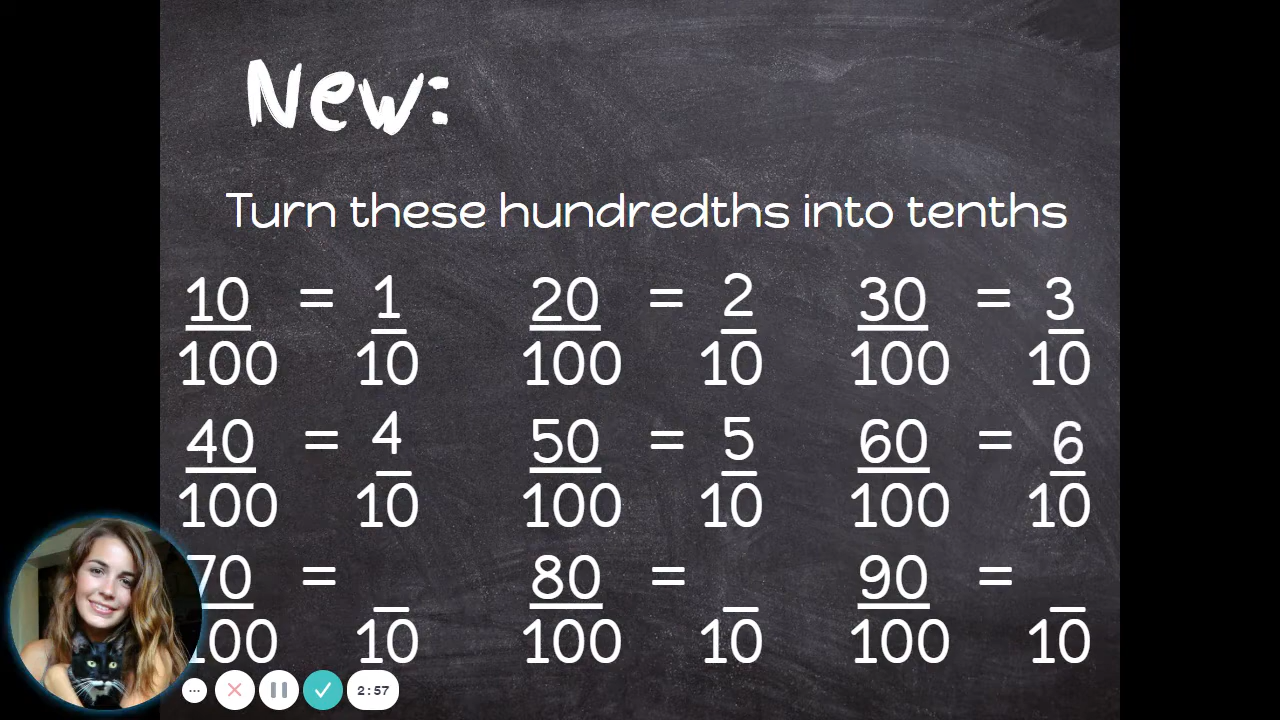 New:
Turn these hundredths into tenths
10 = 1 20 = 2 30 = 3
100 10 100 10 100 10
40 = 4 50 = 5 60 = 6
100 10 100 10 100 10
70 = 80 = 90 =
100 10 100 10 100 10
... 2:57